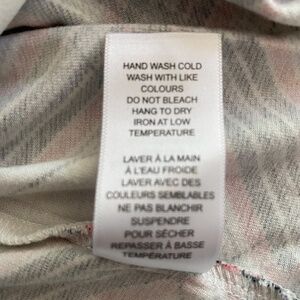 HAND WASH COLD
WASH WITH LIKE
COLOURS
DO NOT BLEACH
HANG TO DRY
IRON AT LOW
TEMPERATURE
LAVER À LA MAIN
À L'EAU FROIDE
LAVER AVEC DES
COULEURS SEMBLABLES
NE PAS BLANCHIR
SUSPENDRE
POUR SÉCHER
REPASSER À BASSE
TEMPÉRATURE